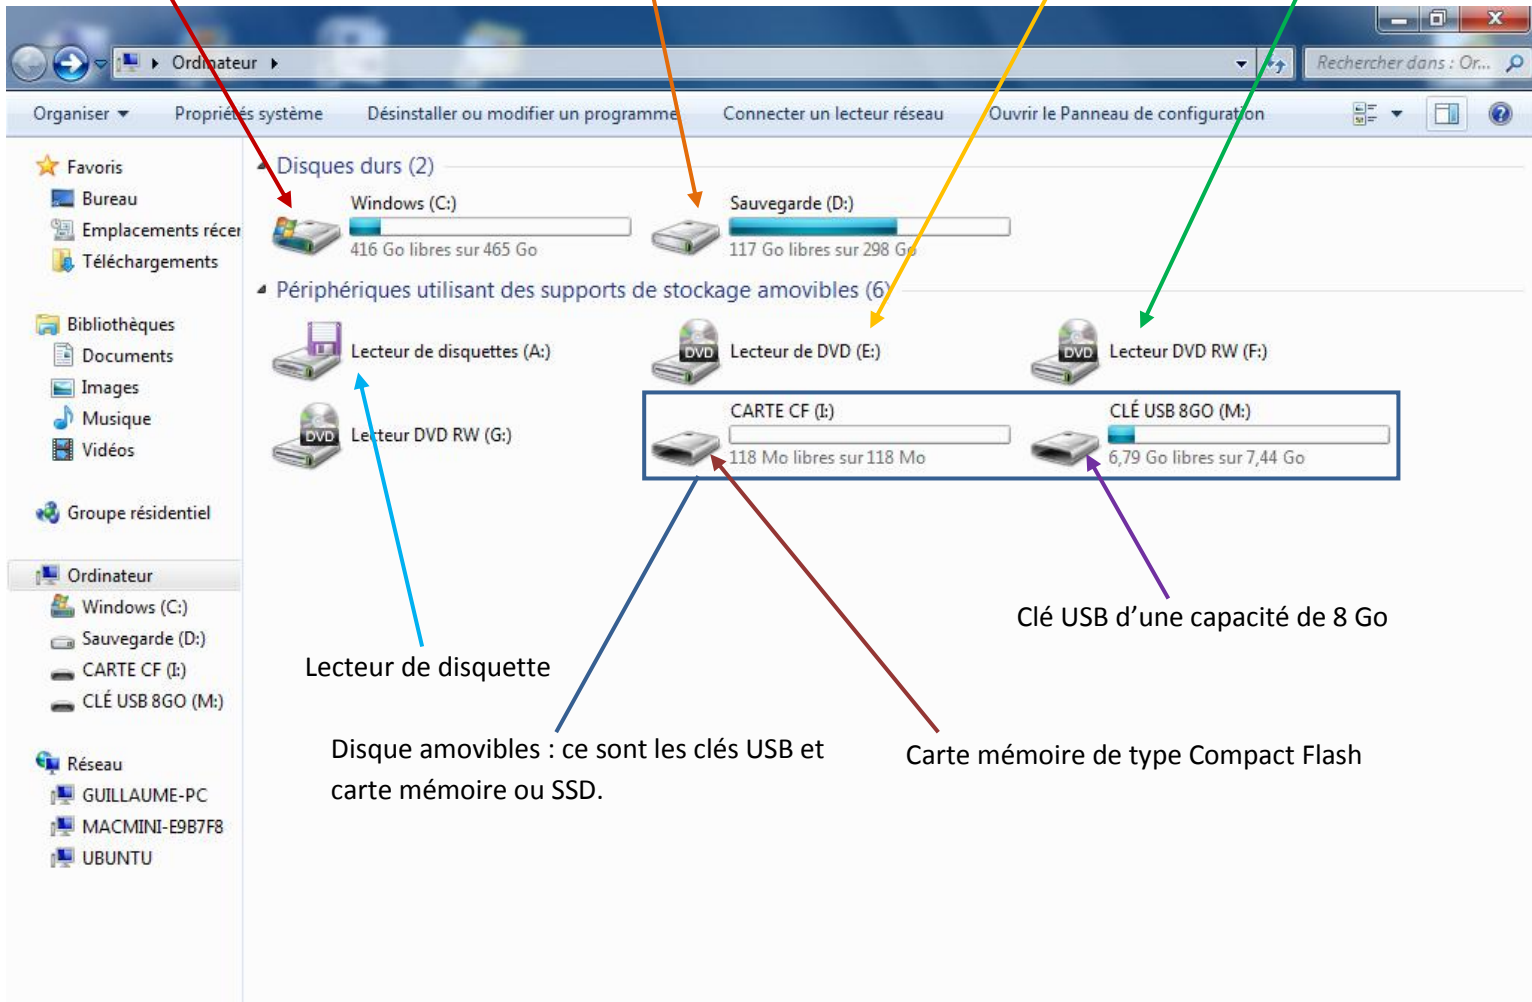 Ordinateur
Rechercher dans : Or...
Organiser
Propriétés système
Désinstaller ou modifier un programme
Connecter un lecteur réseau
Ouvrir le Panneau de configuration
Favoris
Bureau
Emplacements récer
Téléchargements
Bibliothèques
Documents
Images
Musique
Vidéos
Groupe résidentiel
Ordinateur
Windows (C:)
Sauvegarde (D:)
CARTE CF (I:)
CLÉ USB 8GO (M:)
Réseau
GUILLAUME-PC
MACMINI-E9B7F8
UBUNTU
Disques durs (2)
Windows (C:)
416 Go libres sur 465 Go
Sauvegarde (D:)
117 Go libres sur 298 Go
Périphériques utilisant des supports de stockage amovibles (6)
Lecteur de disquettes (A:)
DVD
Lecteur de DVD (E:)
DVD
Lecteur DVD RW (F:)
DVD
Lecteur DVD RW (G:)
CARTE CF (I:)
118 Mo libres sur 118 Mo
CLÉ USB 8GO (M:)
6,79 Go libres sur 7,44 Go
Clé USB d’une capacité de 8 Go
Lecteur de disquette
Disque amovibles : ce sont les clés USB et
carte mémoire ou SSD.
Carte mémoire de type Compact Flash